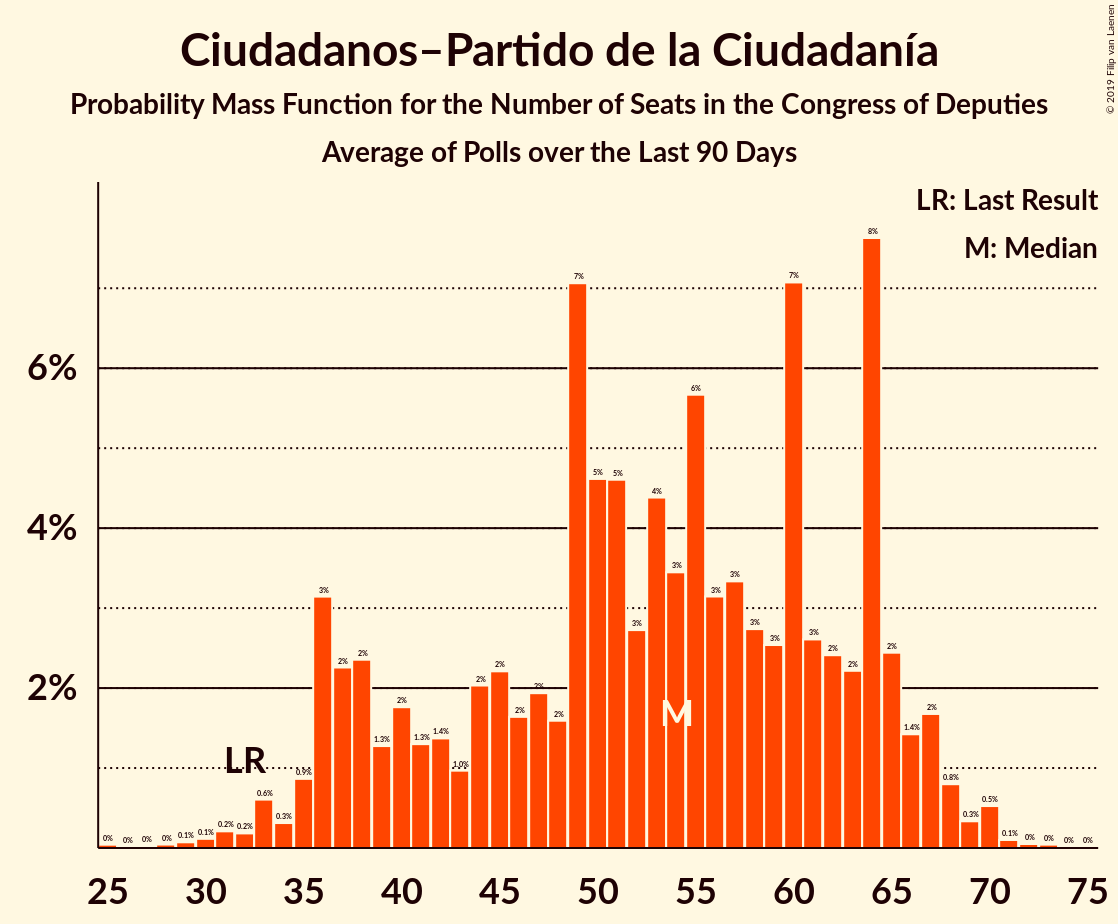 Ciudadanos–Partido de la Ciudadanía
Probability Mass Function for the Number of Seats in the Congress of Deputies
Average of Polls over the Last 90 Days
© 2019 Filip van Laenen
LR: Last Result
M: Median
6%
4%
2%
0% 0% 0% 0% 0.1% 0.1% 0.2% 0.2% 0.6% 0.3% 0.9% 3% 2% 2% 1.3% 2% 1.3% 1.4% 1.0% 2% 2% 2% 2% 2% 7% 5% 5% 3% 4% 3% 6% 3% 3% 3% 3% 7% 3% 2% 2% 8% 2% 1.4% 2% 0.8% 0.3% 0.5% 0.1% 0% 0% 0% 0%
LR
M
25 30 35 40 45 50 55 60 65 70 75